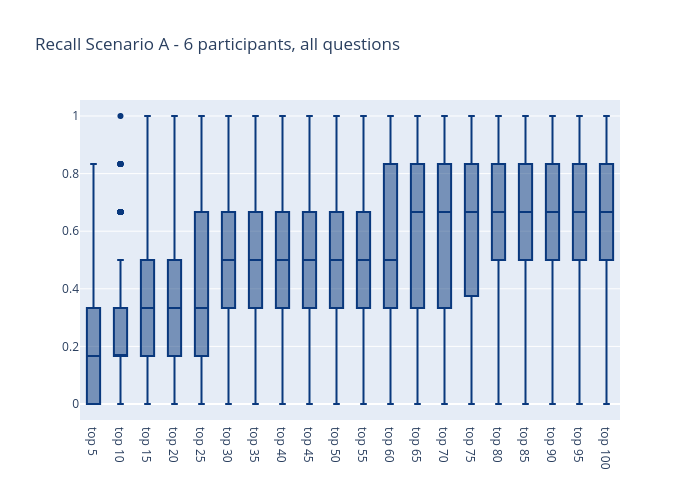 Recall Scenario A - 6 participants, all questions
1
0.8
0.6
0.4
0.2
0
top 5
top 10
top 15
top 20
top 25
top 30
top 35
top 40
top 45
top 50
top 55
top 60
top 65
top 70
top 75
top 80
top 85
top 90
top 95
top 100